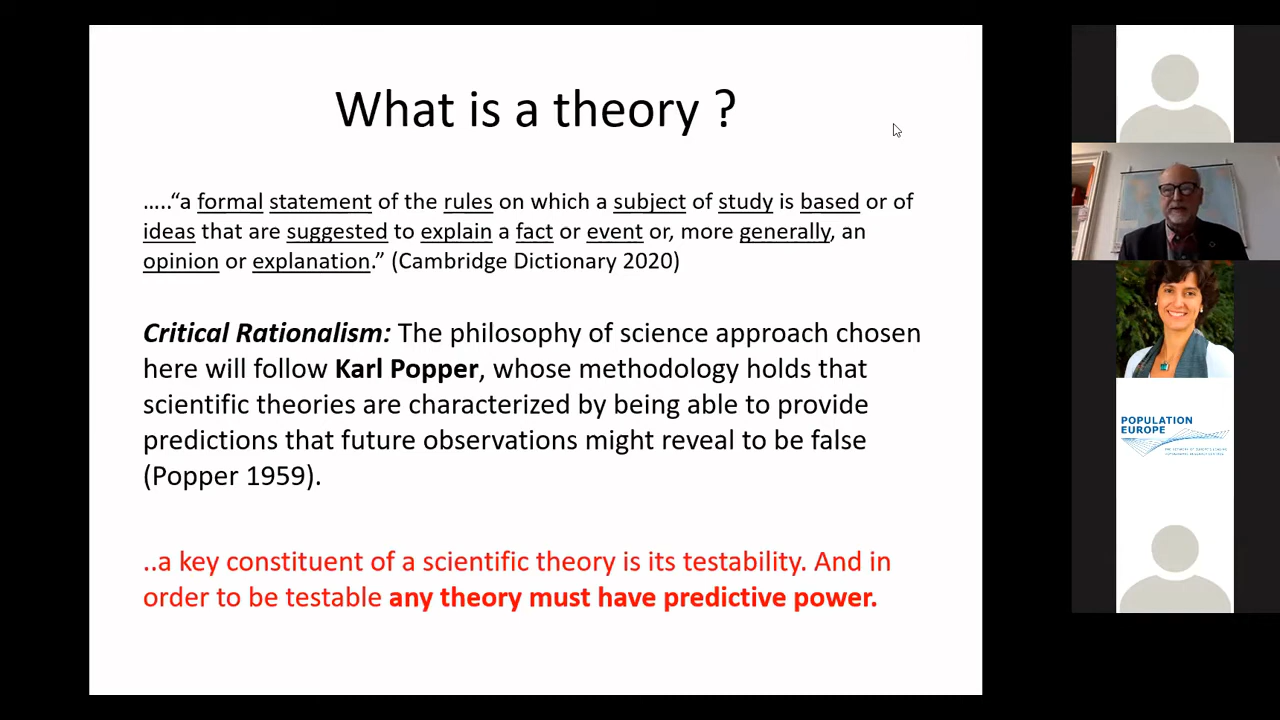 What is a theory ?
…..“a formal statement of the rules on which a subject of study is based or of
ideas that are suggested to explain a fact or event or, more generally, an
opinion or explanation.” (Cambridge Dictionary 2020)
Critical Rationalism: The philosophy of science approach chosen
here will follow Karl Popper, whose methodology holds that
scientific theories are characterized by being able to provide
predictions that future observations might reveal to be false
(Popper 1959).
..a key constituent of a scientific theory is its testability. And in
order to be testable any theory must have predictive power.
POPULATION
EUROPE